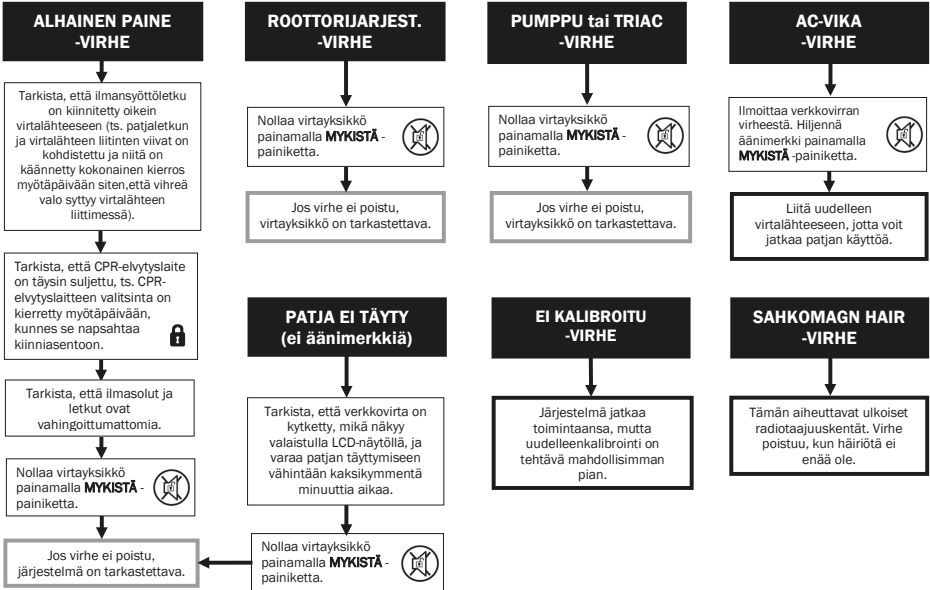 ALHAINEN PAINE
-VIRHE
Tarkista, että ilmansyöttöletku
on kiinnitetty oikein
virtalähteeseen (ts. patjaletkun
ja virtalähteen liitinten viivat on
kohdistettu ja niitä on
käännetty kokonainen kierros
myötäpäivään siten,että vihreä
valo syttyy virtalähteen
liittimessä).
Tarkista, että CPR-elvytyslaite
on täysin suljettu, ts. CPR-
elvytyslaitteen valitsinta on
kierretty myötäpäivään,
kunnes se napsahtaa
kiinniasentoon.
Tarkista, että ilmasolut ja
letkut ovat
vahingoittumattomia.
Nollaa virtayksikkö
painamalla MYKISTÄ -
painiketta.
Jos virhe ei poistu,
järjestelmä on tarkastettava.
ROOTTORIJARJEST.
-VIRHE
Nollaa virtayksikkö
painamalla MYKISTÄ -
painiketta.
Jos virhe ei poistu,
virtayksikkö on tarkastettava.
PUMPPU tai TRIAC
-VIRHE
Nollaa virtayksikkö
painamalla MYKISTÄ -
painiketta.
Jos virhe ei poistu,
virtayksikkö on tarkastettava.
AC-VIKA
-VIRHE
Ilmoittaa verkkovirran
virheestä. Hiljennä
äänimerkki painamalla
MYKISTÄ -painiketta.
Liitä uudelleen
virtalähteeseen, jotta voit
jatkaa patjan käyttöä.
PATJA EI TÄYTY
(ei äänimerkkiä)
Tarkista, että verkkovirta on
kytketty, mikä näkyy
valaistulla LCD-näytöllä, ja
varaa patjan täyttymiseen
vähintään kaksikymmentä
minuuttia aikaa.
Nollaa virtayksikkö
painamalla MYKISTÄ -
painiketta.
EI KALIBROITU
-VIRHE
Järjestelmä jatkaa
toimintaansa, mutta
uudelleenkalibrointi on
tehtävä mahdollisimman
pian.
SAHKOMAGN HAIR
-VIRHE
Tämän aiheuttavat ulkoiset
radiotaajuuskentät. Virhe
poistuu, kun häiriötä ei
enää ole.